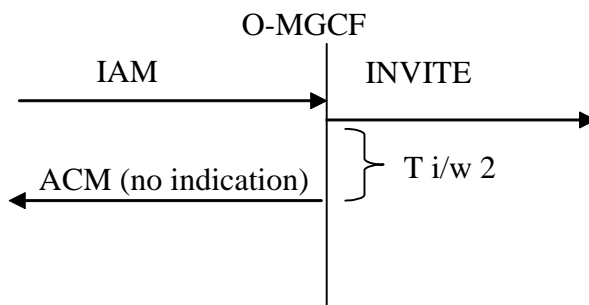 O-MGCF
IAM
INVITE
T i/w 2
ACM (no indication)